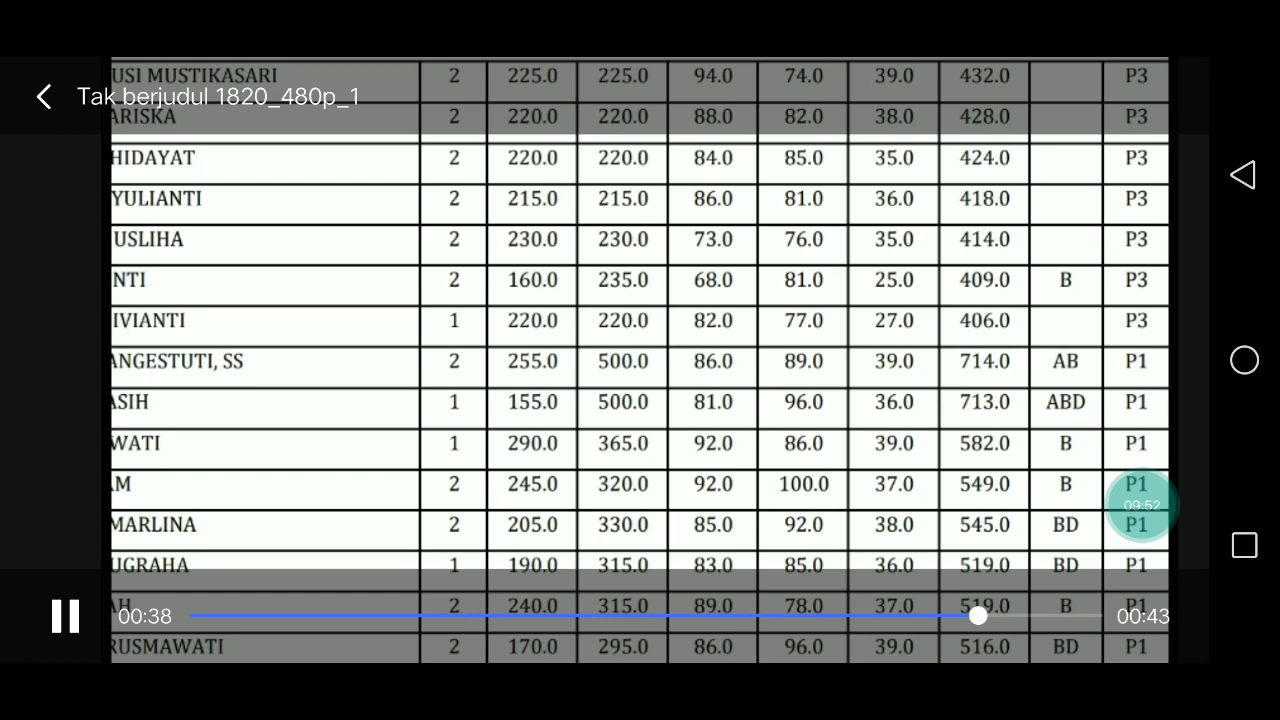 USI MUSTIKASARI 2 225.0 225.0 94.0 74.0 39.0 432.0 P3
Tak berjudul 1820_480p_1
ARISKA 2 220.0 220.0 88.0 82.0 38.0 428.0 P3
HIDAYAT 2 220.0 220.0 84.0 85.0 35.0 424.0 P3
YULIANTI 2 215.0 215.0 86.0 81.0 36.0 418.0 P3
USLIHA 2 230.0 230.0 73.0 76.0 35.0 414.0 P3
NTI 2 160.0 235.0 68.0 81.0 25.0 409.0 B P3
IVIANTI 1 220.0 220.0 82.0 77.0 27.0 406.0 P3
ANGESTUTI, SS 2 255.0 500.0 86.0 89.0 39.0 714.0 AB P1
ASIH 1 155.0 500.0 81.0 96.0 36.0 713.0 ABD P1
WATI 1 290.0 365.0 92.0 86.0 39.0 582.0 B P1
AM 2 245.0 320.0 92.0 100.0 37.0 549.0 B P1
09:52
MARLINA 2 205.0 330.0 85.0 92.0 38.0 545.0 BD P1
UGRAHA 1 190.0 315.0 83.0 85.0 36.0 519.0 BD P1
AH 2 240.0 315.0 89.0 78.0 37.0 519.0 B P1
00:38 00:43
RUSMAWATI 2 170.0 295.0 86.0 96.0 39.0 516.0 BD P1